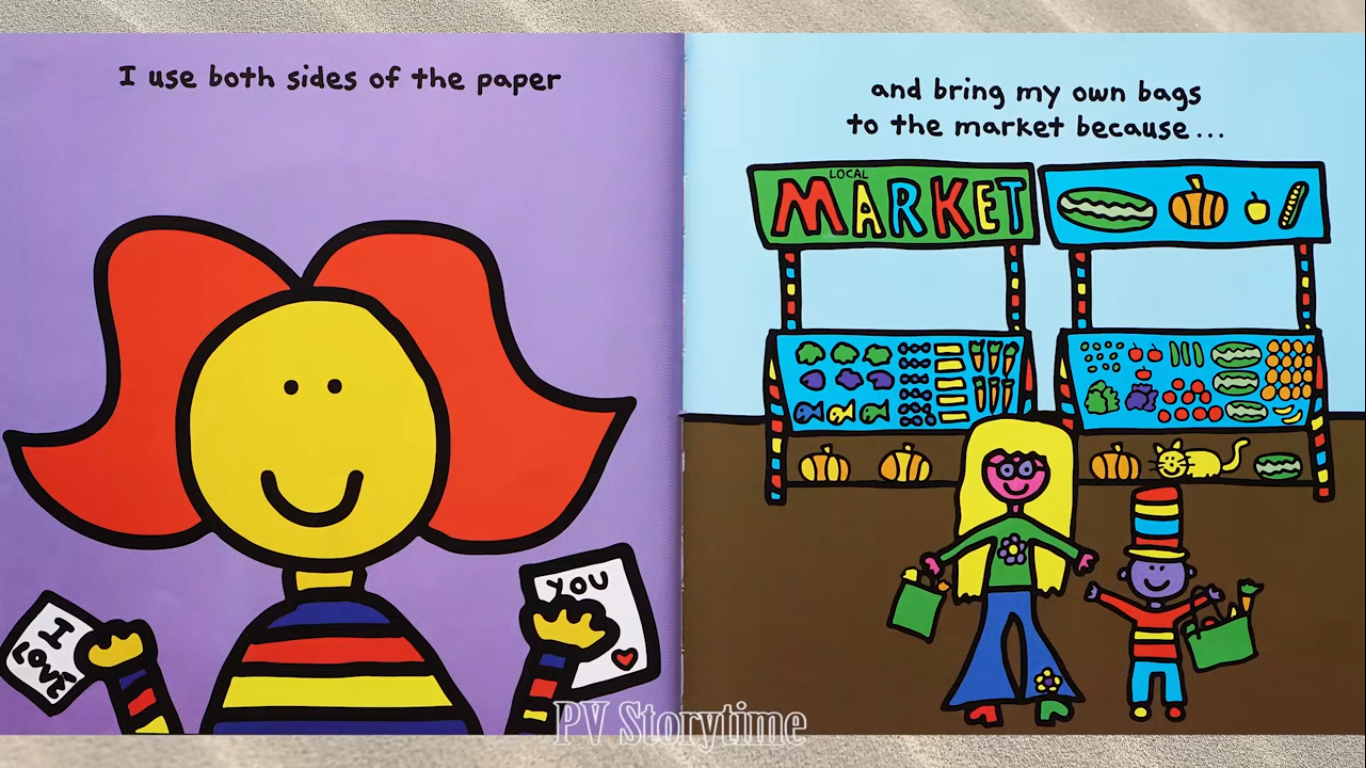 I use both sides of the paper
I
LOVE
YOU
and bring my own bags
to the market because...
LOCAL
MARKET
PV Storytime